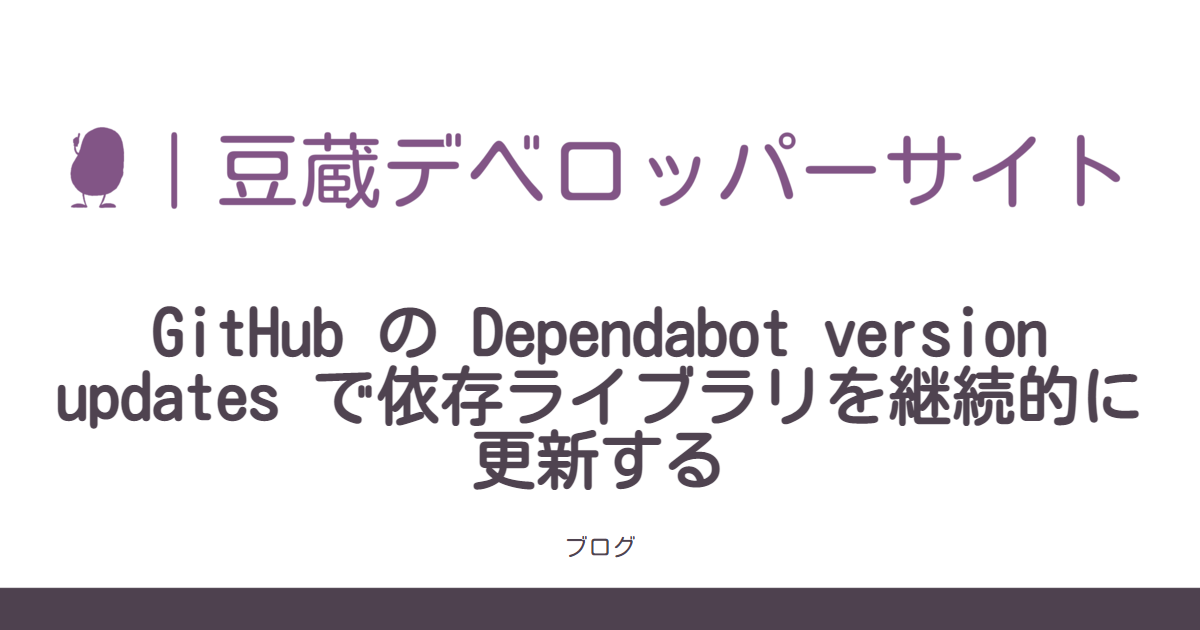 ｜豆蔵デベロッパーサイト
GitHub の Dependabot version
updates で依存ライブラリを継続的に
更新する
ブログ